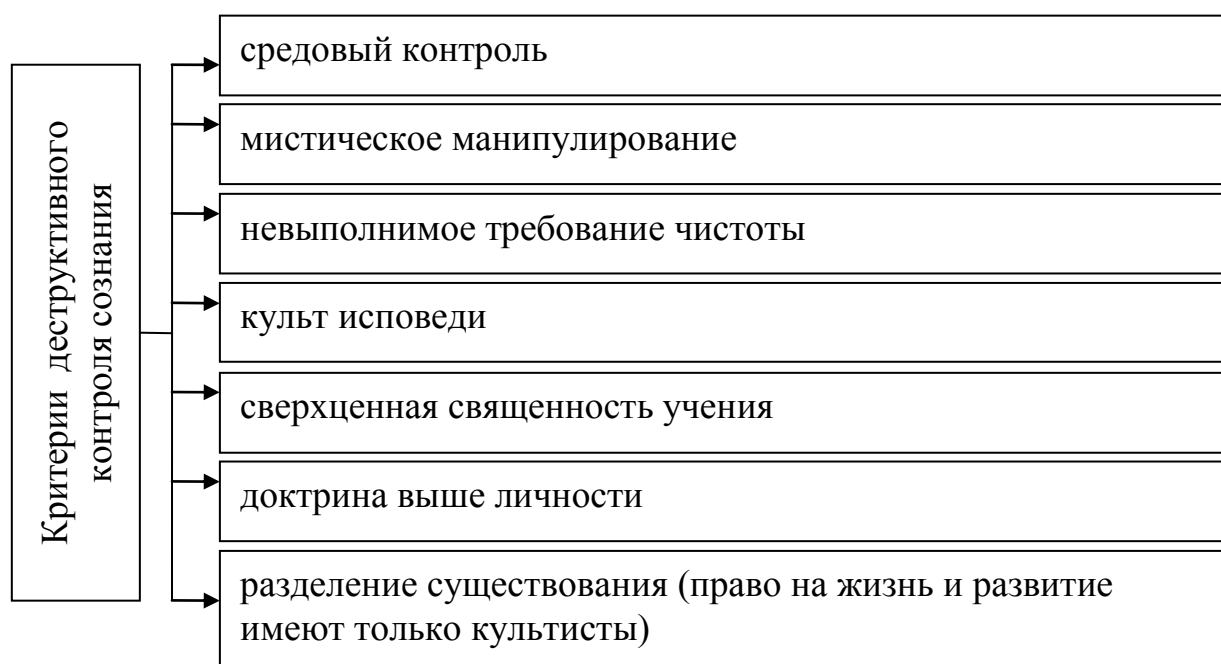 Критерии деструктивного
контроля сознания
средовый контроль
мистическое манипулирование
невыполнимое требование чистоты
культ исповеди
сверхценная священность учения
доктрина выше личности
разделение существования (право на жизнь и развитие
имеют только культисты)